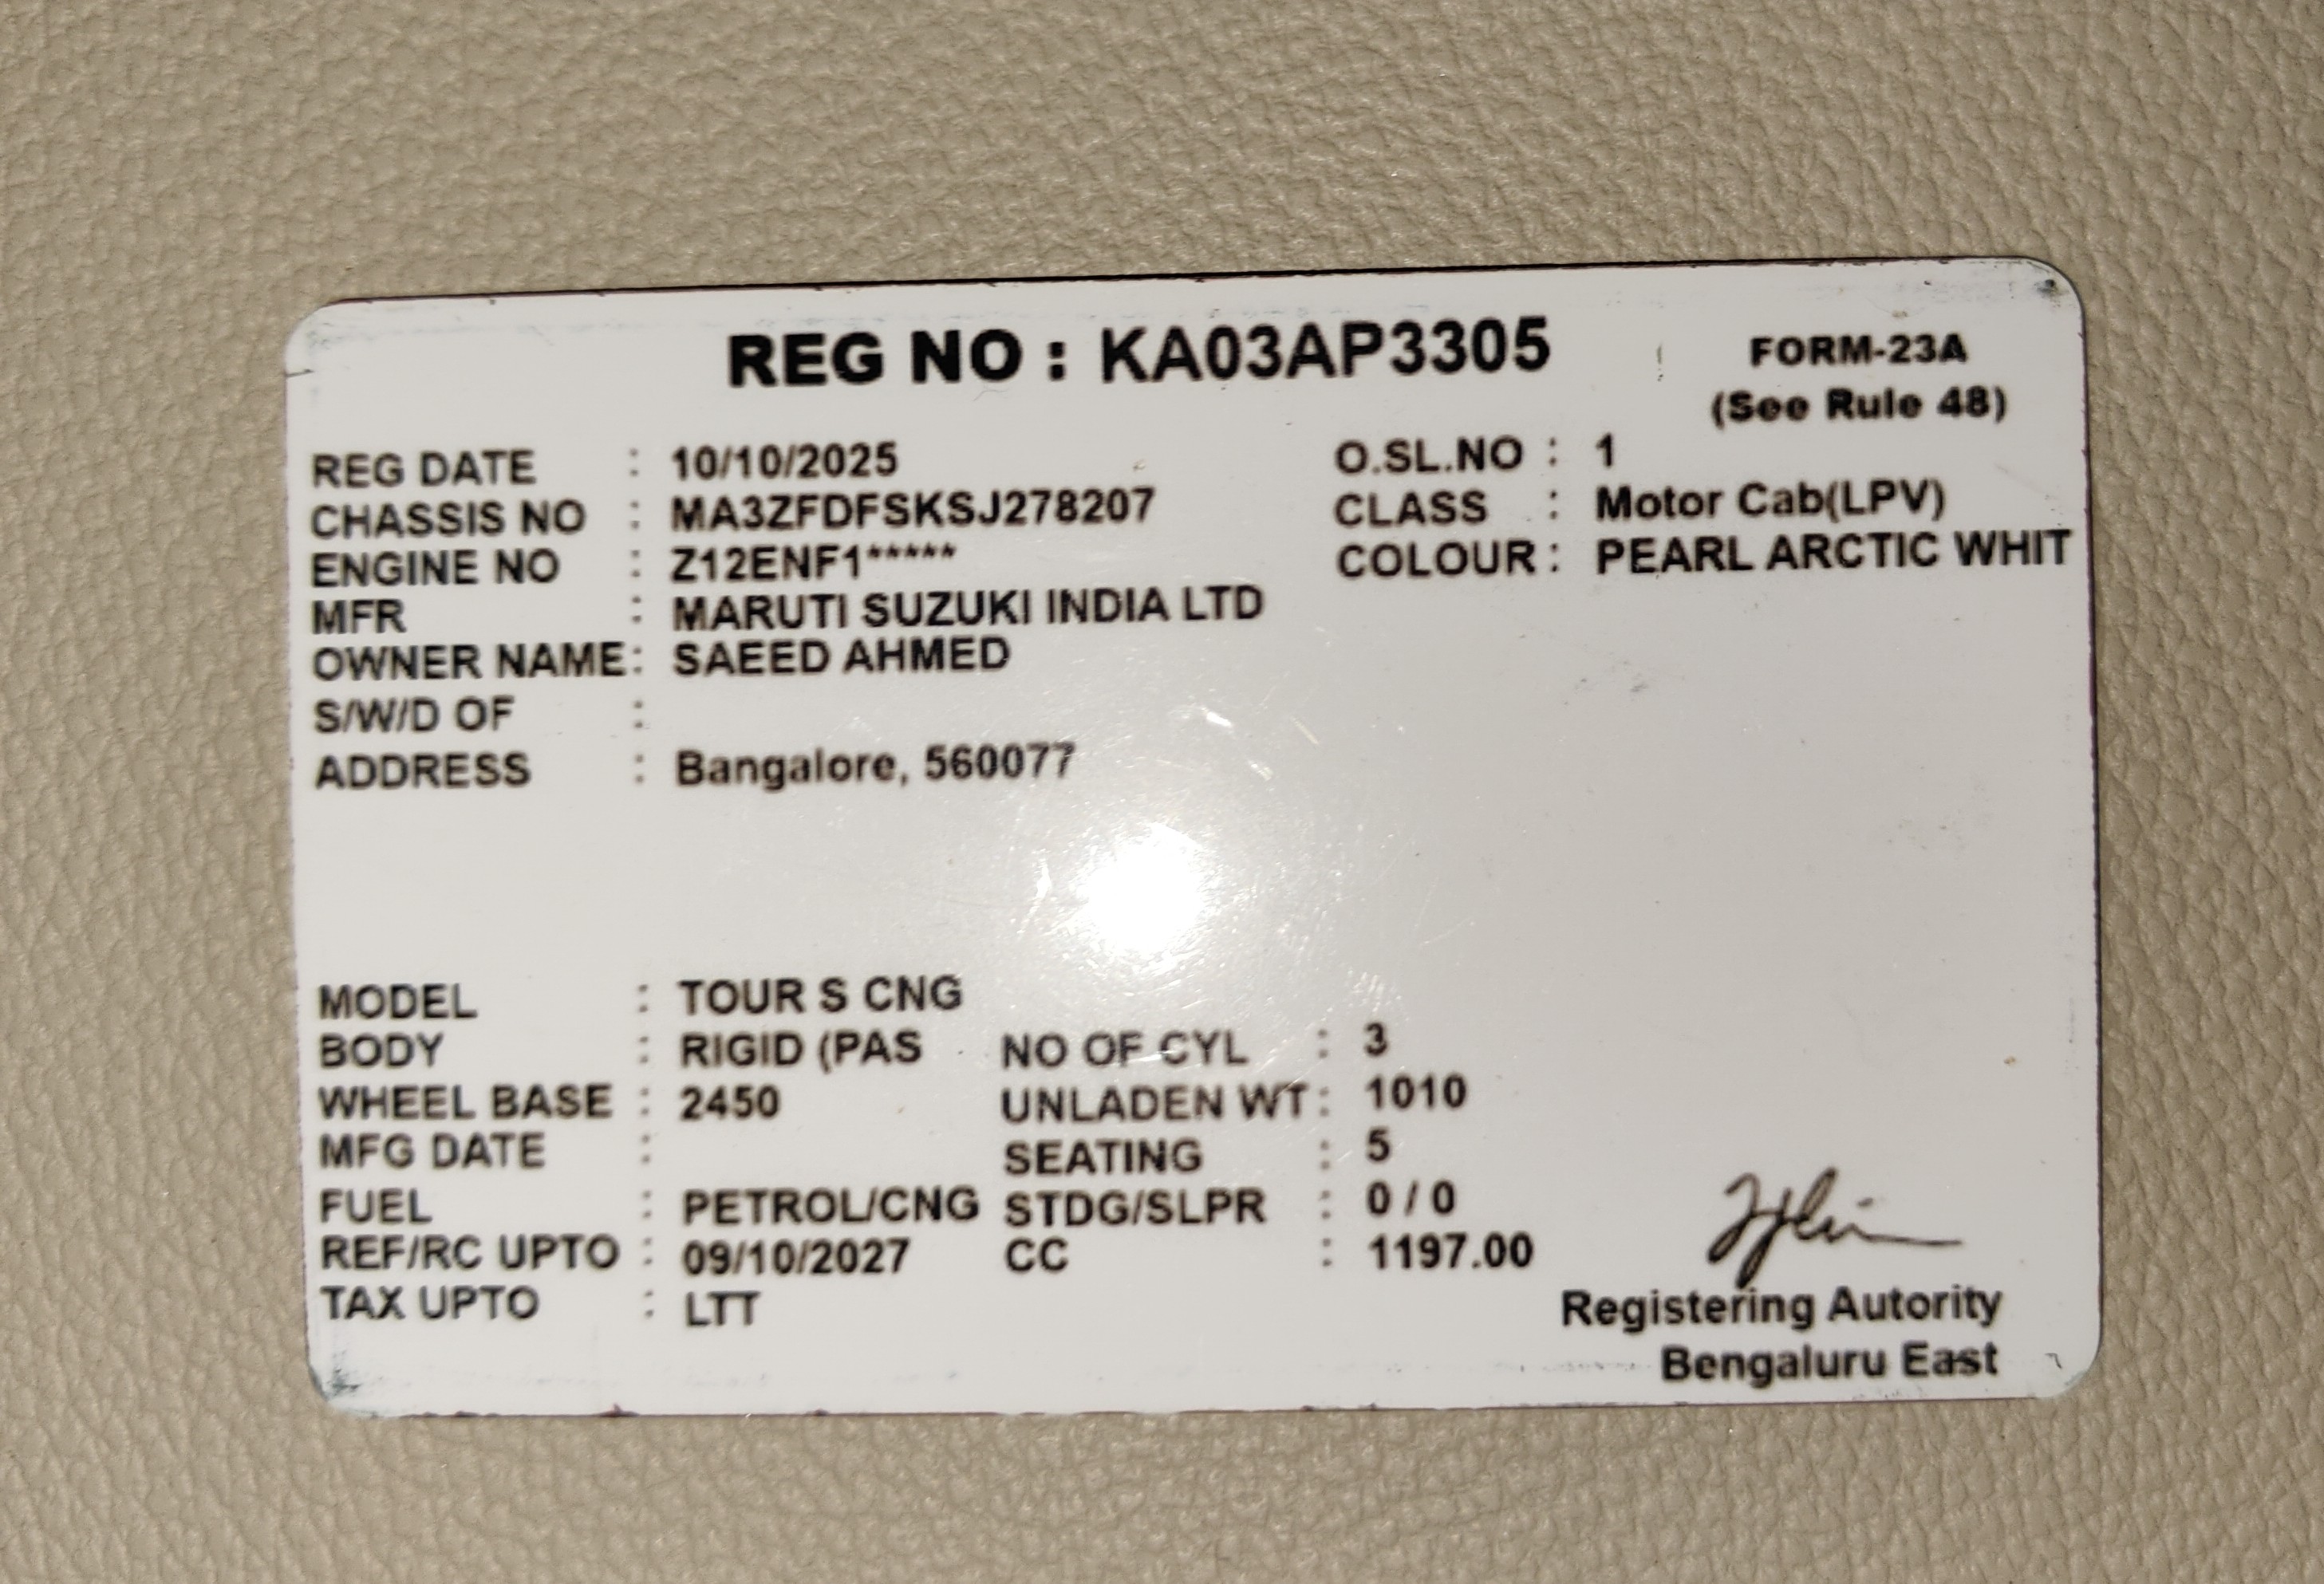 REG NO : KA03AP3305
FORM-23A
(See Rule 48)
REG DATE : 10/10/2025 O.SL.NO : 1
CHASSIS NO : MA3ZFDFSKSJ278207 CLASS : Motor Cab(LPV)
ENGINE NO : Z12ENF1***** COLOUR : PEARL ARCTIC WHIT
MFR : MARUTI SUZUKI INDIA LTD
OWNER NAME : SAEED AHMED
S/W/D OF :
ADDRESS : Bangalore, 560077
MODEL : TOUR S CNG
BODY : RIGID (PAS NO OF CYL : 3
WHEEL BASE : 2450 UNLADEN WT : 1010
MFG DATE : SEATING : 5
FUEL : PETROL/CNG STDG/SLPR : 0 / 0
REF/RC UPTO : 09/10/2027 CC : 1197.00
TAX UPTO : LTT
Registering Autority
Bengaluru East